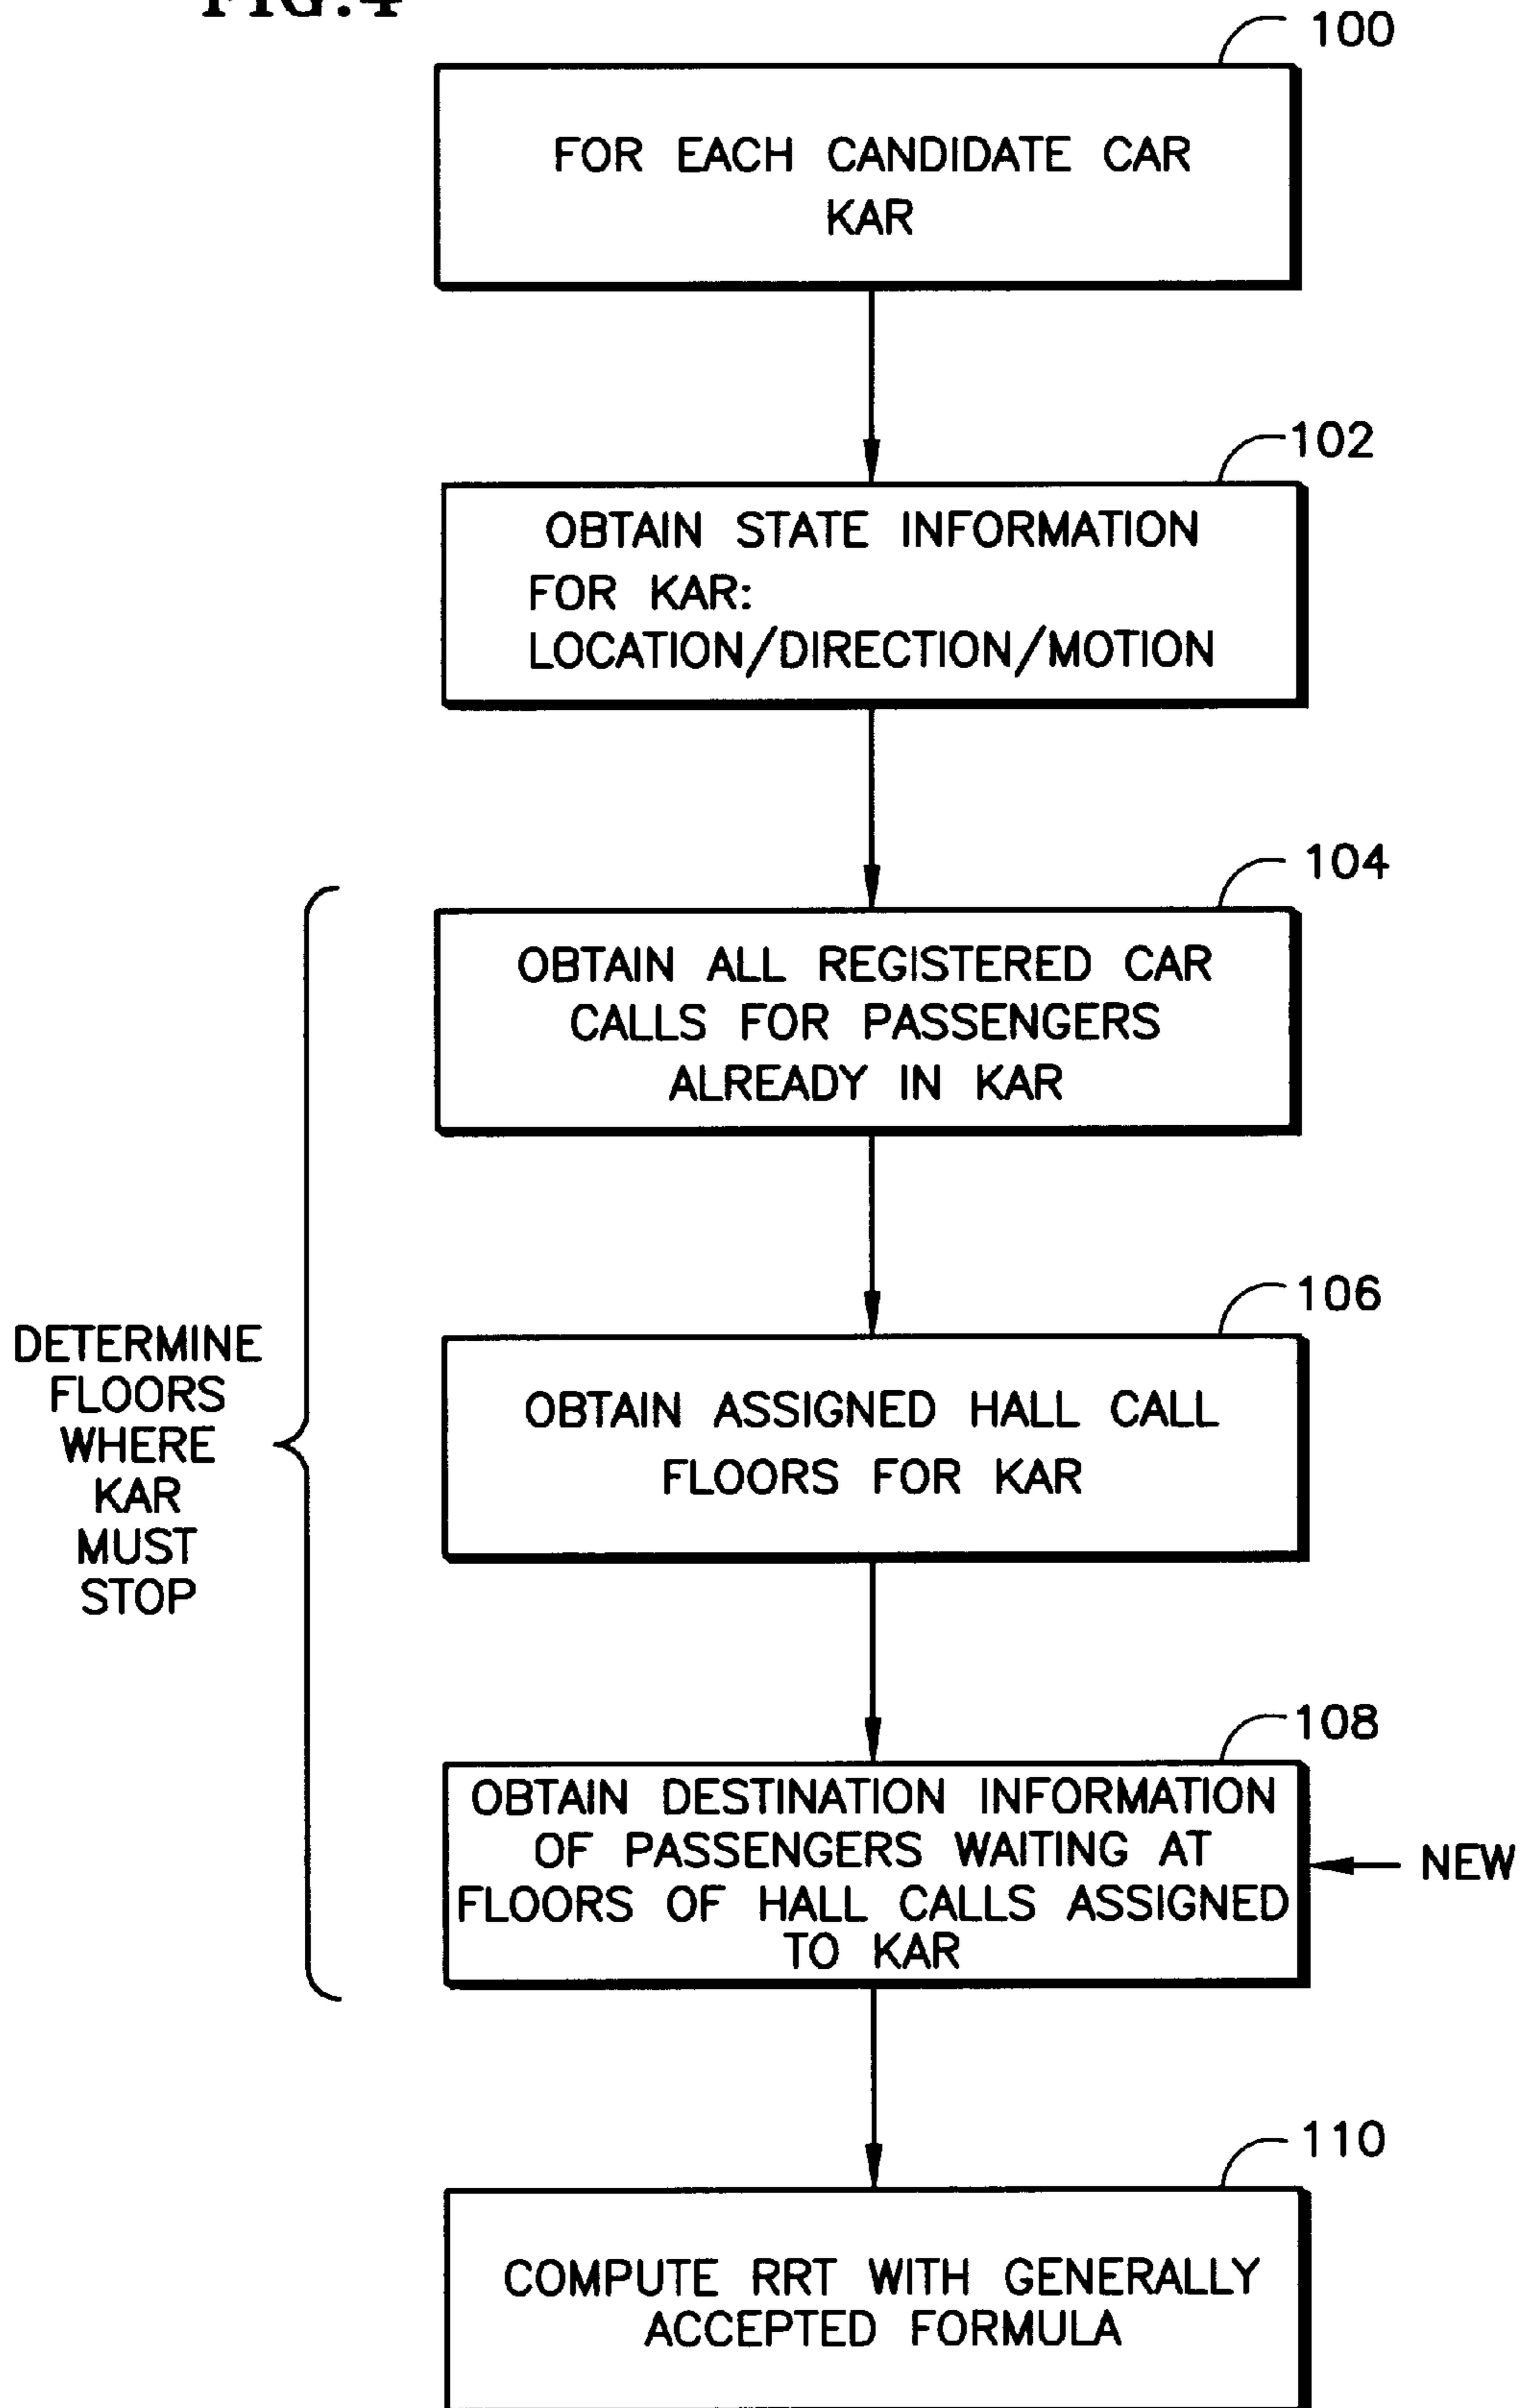 FIG.4
100
FOR EACH CANDIDATE CAR
KAR
102
OBTAIN STATE INFORMATION
FOR KAR:
LOCATION/DIRECTION/MOTION
104
OBTAIN ALL REGISTERED CAR
CALLS FOR PASSENGERS
ALREADY IN KAR
106
OBTAIN ASSIGNED HALL CALL
FLOORS FOR KAR
DETERMINE
FLOORS
WHERE
KAR
MUST
STOP
108
OBTAIN DESTINATION INFORMATION
OF PASSENGERS WAITING AT
FLOORS OF HALL CALLS ASSIGNED
TO KAR
NEW
110
COMPUTE RRT WITH GENERALLY
ACCEPTED FORMULA